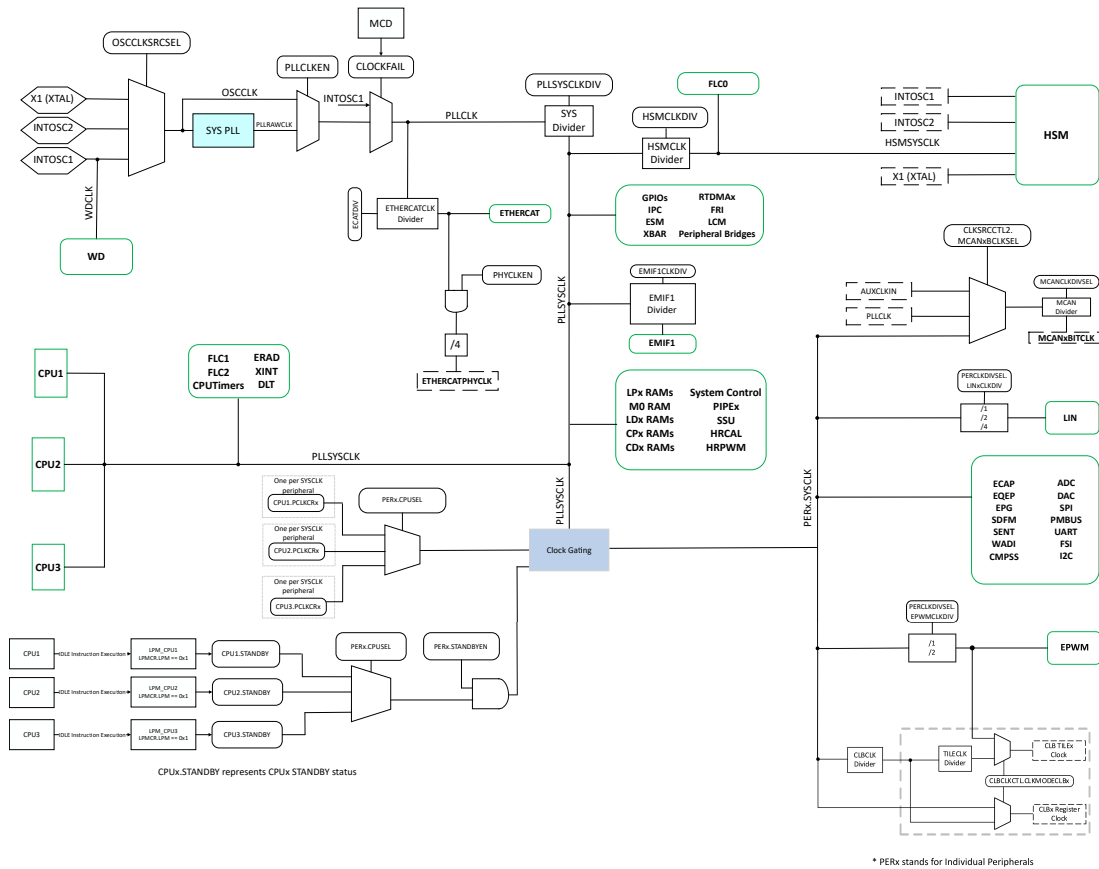 MCD
OSCCLKSRCSEL
PLLCLKEN
CLOCKFAIL
X1 (XTAL)
INTOSC2
INTOSC1
OSCCLK
SYS PLL
PLLRAWCLK
INTOSC1
PLLCLK
PLLSYSCLKDIV
SYS
Divider
FLC0
HSMCLKDIV
HSMCLK
Divider
HSMSYSCLK
INTOSC1
INTOSC2
X1 (XTAL)
HSM
WDCLK
WD
ECATDIV
ETHERCATCLK
Divider
ETHERCAT
PHYCLKEN
/4
ETHERCATPHYCLK
GPIOs RTDMAx
IPC FRI
ESM LCM
XBAR Peripheral Bridges
PLLSYSCLK
EMIF1CLKDIV
EMIF1
Divider
EMIF1
CLKSRCCTL2.
MCANxBCLKSEL
AUXCLKIN
PLLCLK
MCANCLKDIVSEL
MCAN
Divider
MCANxBITCLK
CPU1
CPU2
CPU3
FLC1 ERAD
FLC2 XINT
CPUTimers DLT
PLLSYSCLK
LPx RAMs System Control
M0 RAM PIPEx
LDx RAMs SSU
CPx RAMs HRCAL
CDx RAMs HRPWM
PERCLKDIVSEL.
LINxCLKDIV
/1
/2
/4
LIN
PERx.SYSCLK
ECAP ADC
EQEP DAC
EPG SPI
SDFM PMBUS
SENT UART
WADI FSI
CMPSS I2C
One per SYSCLK
peripheral
CPU1.PCLKCRx
One per SYSCLK
peripheral
CPU2.PCLKCRx
One per SYSCLK
peripheral
CPU3.PCLKCRx
PERx.CPUSEL
PLLSYSCLK
Clock Gating
PERCLKDIVSEL.
EPWMCLKDIV
/1
/2
EPWM
CPU1
IDLE Instruction Execution
LPM_CPU1
LPMCR.LPM == 0x1
CPU1.STANDBY
CPU2
IDLE Instruction Execution
LPM_CPU2
LPMCR.LPM == 0x1
CPU2.STANDBY
CPU3
IDLE Instruction Execution
LPM_CPU3
LPMCR.LPM == 0x1
CPU3.STANDBY
PERx.CPUSEL
PERx.STANDBYEN
CPUx.STANDBY represents CPUx STANDBY status
CLBCLK
Divider
TILECLK
Divider
CLB TILEx
Clock
CLBCLKCTL.CLKMODECLBx
CLBx Register
Clock
* PERx stands for Individual Peripherals